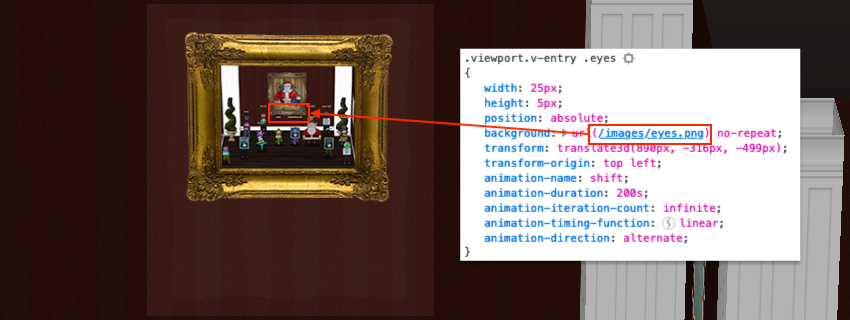 .viewport.v-entry .eyes
{
width: 25px;
height: 5px;
position: absolute;
background: url(/images/eyes.png) no-repeat;
transform: translate3d(890px, -316px, -499px);
transform-origin: top left;
animation-name: shift;
animation-duration: 200s;
animation-iteration-count: infinite;
animation-timing-function: linear;
animation-direction: alternate;
}